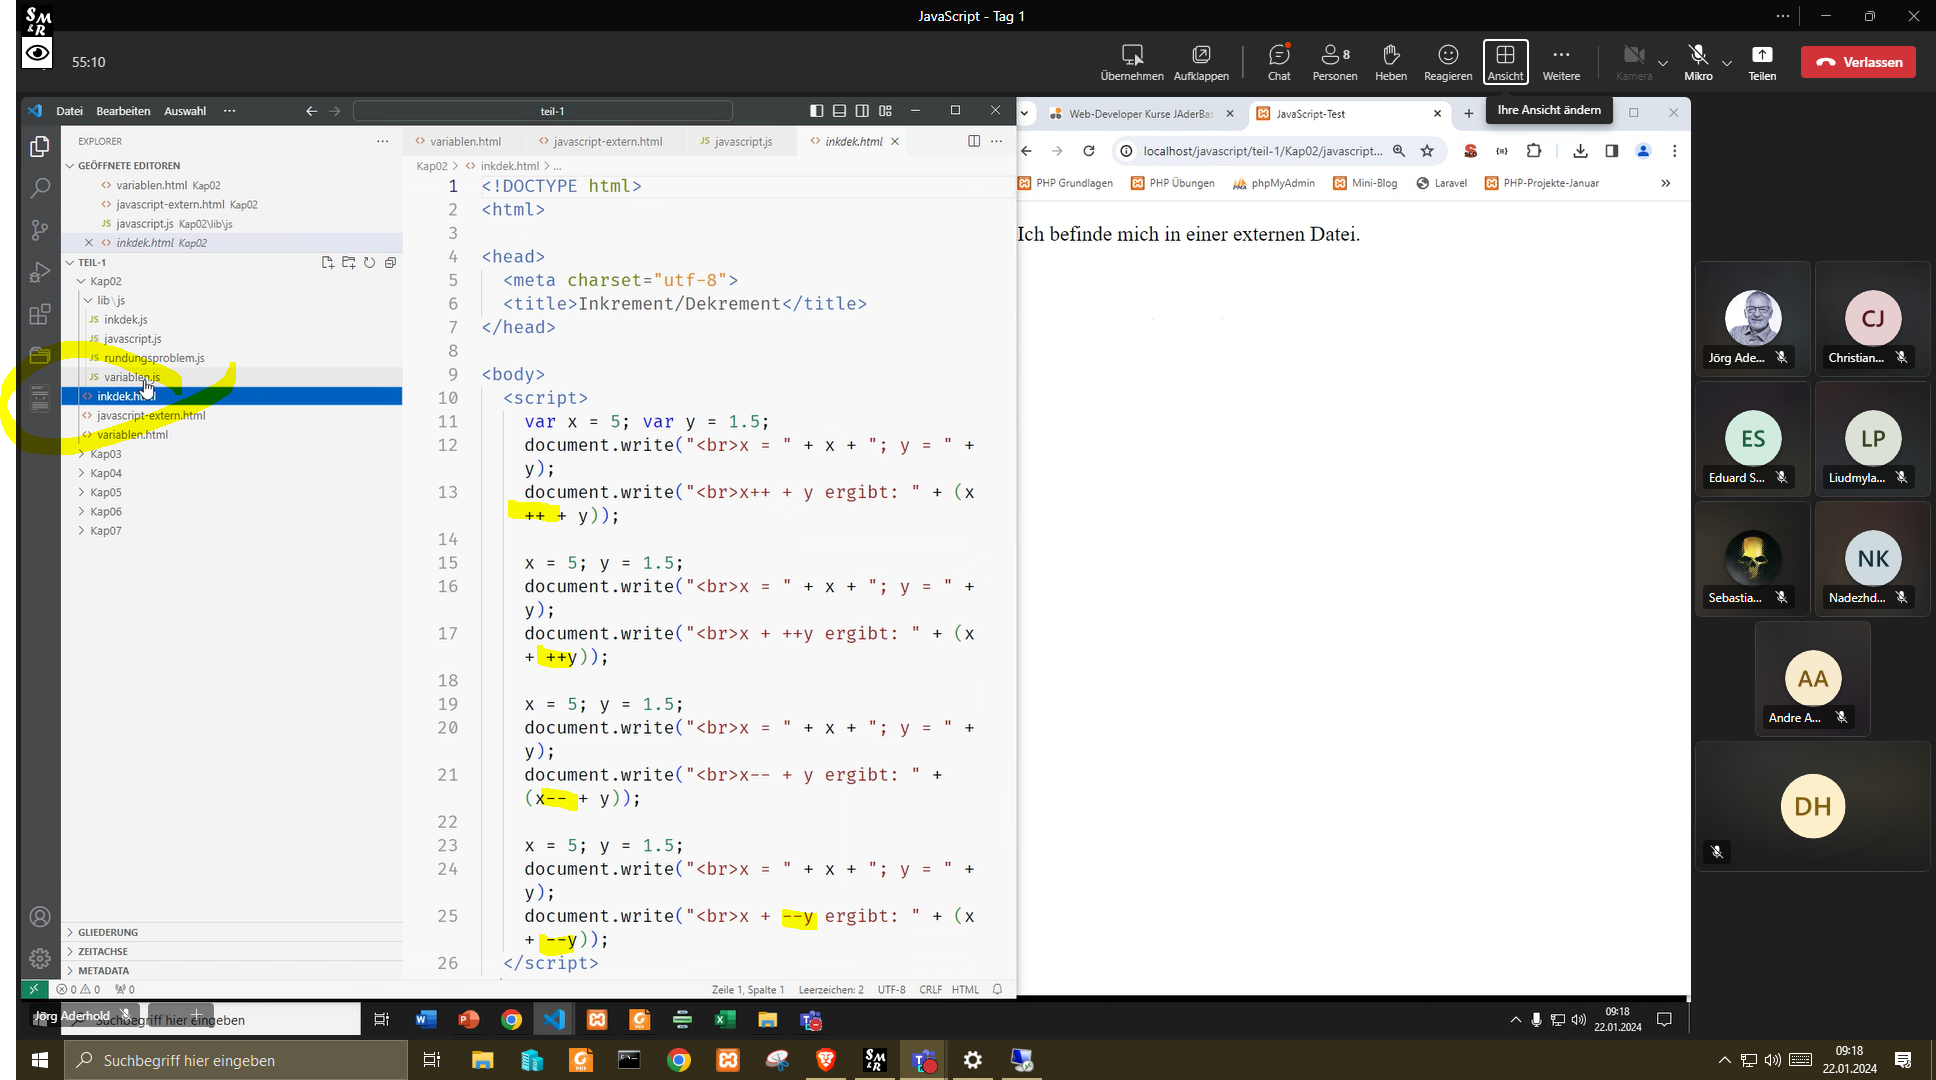 SM&R
JavaScript - Tag 1
55:10
Übernehmen
Aufklappen
Chat
8
Personen
Heben
Reagieren
Ansicht
Weitere
Kamera
Mikro
Teilen
Verlassen
Ihre Ansicht ändern
Datei Bearbeiten Auswahl ···
teil-1
EXPLORER
GEÖFFNETE EDITOREN
variablen.html Kap02
javascript-extern.html Kap02
javascript.js Kap02\lib\js
inkdek.html Kap02
TEIL-1
Kap02
lib\js
inkdek.js
javascript.js
rundungsproblem.js
variablen.js
inkdek.html
javascript-extern.html
variablen.html
Kap03
Kap04
Kap05
Kap06
Kap07
GLIEDERUNG
ZEITACHSE
METADATA
variablen.html
javascript-extern.html
javascript.js
inkdek.html
Kap02 > inkdek.html > ...
1 <!DOCTYPE html>
2 <html>
3
4 <head>
5 <meta charset="utf-8">
6 <title>Inkrement/Dekrement</title>
7 </head>
8
9 <body>
10 <script>
11 var x = 5; var y = 1.5;
12 document.write("<br>x = " + x + "; y = " +
y);
13 document.write("<br>x++ + y ergibt: " + (x
++ + y));
14
15 x = 5; y = 1.5;
16 document.write("<br>x = " + x + "; y = " +
y);
17 document.write("<br>x + ++y ergibt: " + (x
+ ++y));
18
19 x = 5; y = 1.5;
20 document.write("<br>x = " + x + "; y = " +
y);
21 document.write("<br>x-- + y ergibt: " +
(x-- + y));
22
23 x = 5; y = 1.5;
24 document.write("<br>x = " + x + "; y = " +
y);
25 document.write("<br>x + --y ergibt: " + (x
+ --y));
26 </script>
0 0 0
Zeile 1, Spalte 1 Leerzeichen: 2 UTF-8 CRLF HTML
Web-Developer Kurse JAderBas
JavaScript-Test
localhost/javascript/teil-1/Kap02/javascript...
PHP Grundlagen
PHP Übungen
phpMyAdmin
Mini-Blog
Laravel
PHP-Projekte-Januar
Ich befinde mich in einer externen Datei.
Jörg Ade...
CJ
Christian...
ES
Eduard S...
LP
Liudmyla...
Sebastia...
NK
Nadezhd...
AA
Andre A...
DH
Jörg Aderhold
Suchbegriff hier eingeben
09:18
22.01.2024
Suchbegriff hier eingeben
09:18
22.01.2024